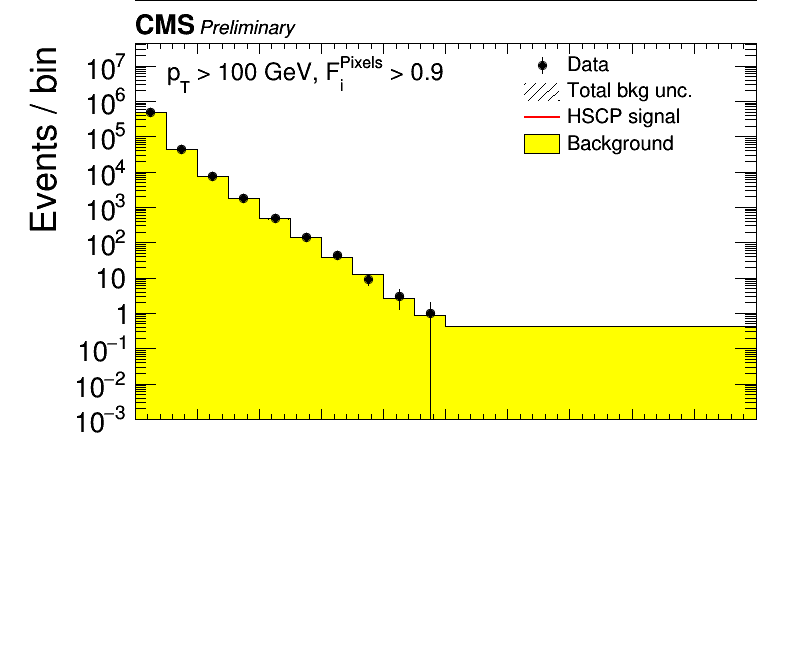 CMS Preliminary
p_T > 100 GeV, F_i^Pixels > 0.9
Data
Total bkg unc.
HSCP signal
Background
Events / bin
10^7
10^6
10^5
10^4
10^3
10^2
10
1
10^−1
10^−2
10^−3